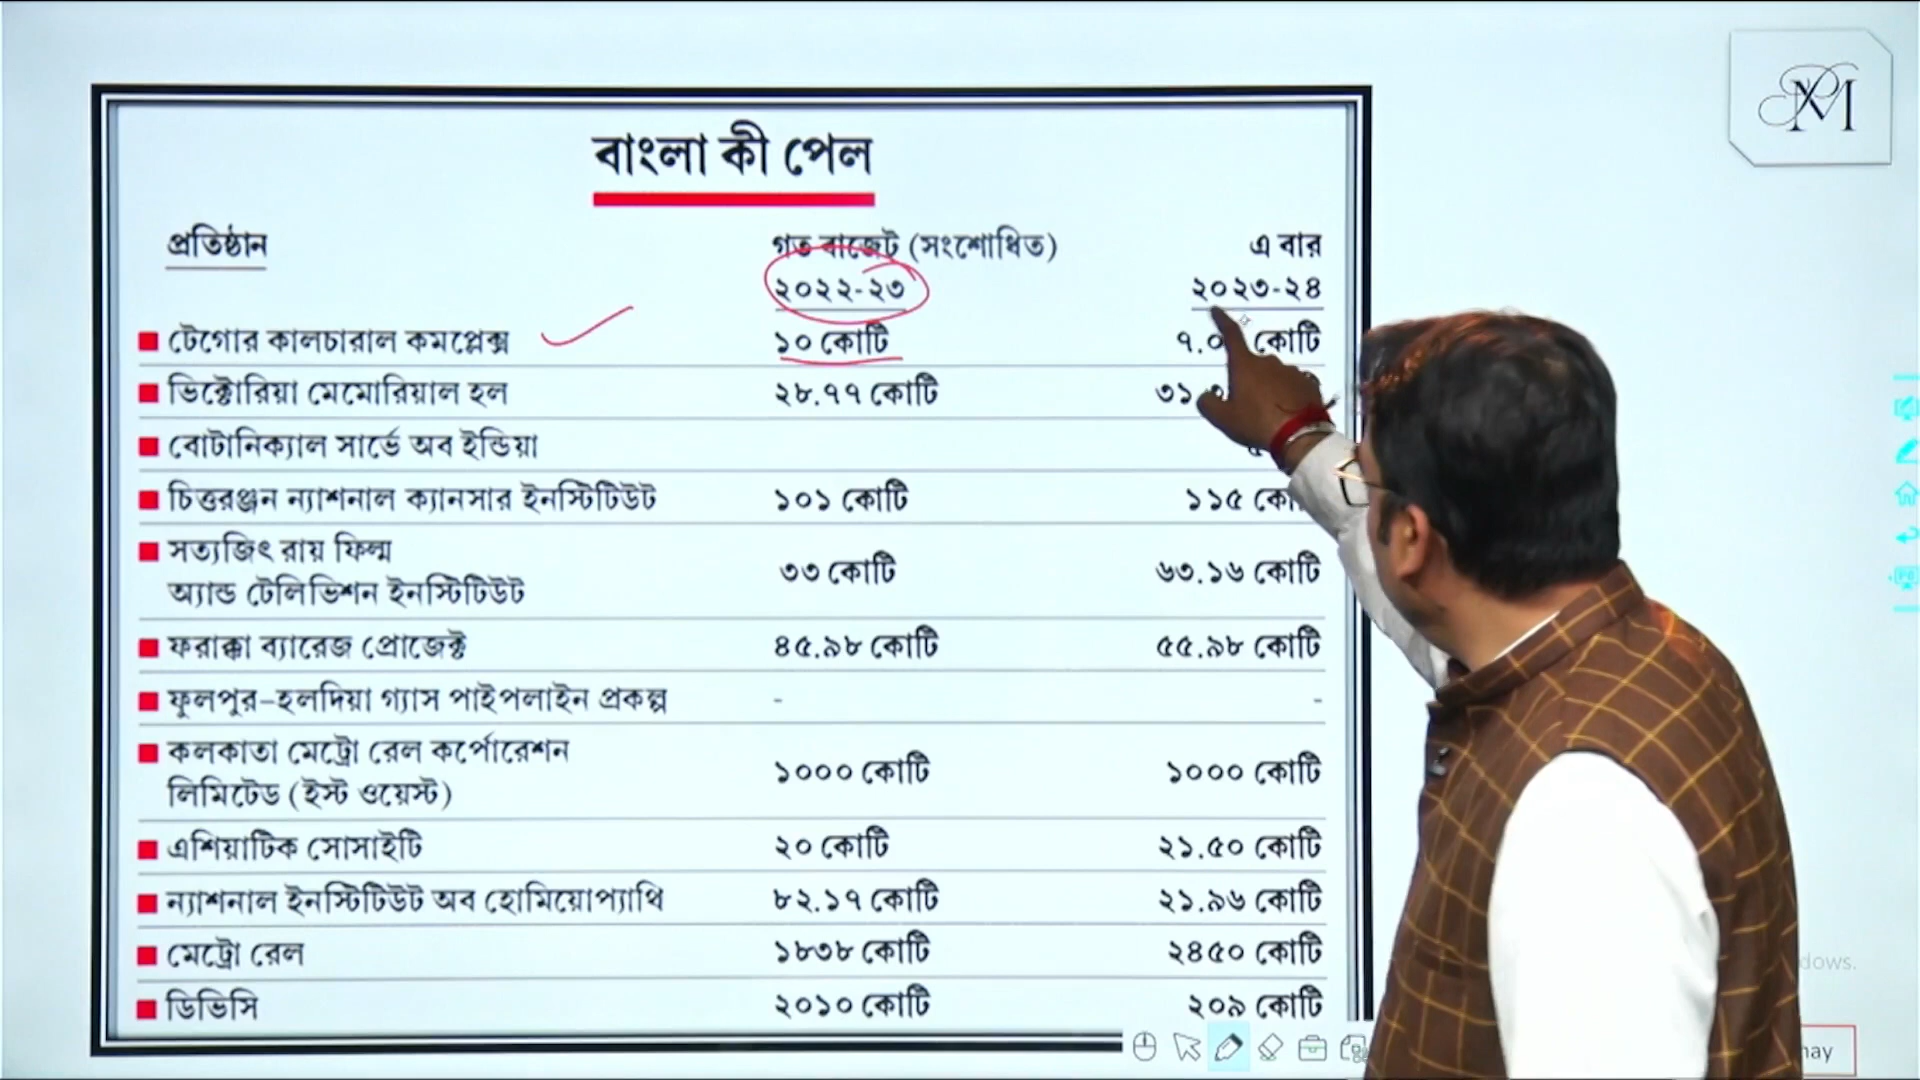 বাংলা কী পেল
প্রতিষ্ঠান গত বাজেট (সংশোধিত) এ বার
২০২২-২৩ ২০২৩-২৪
টেগোর কালচারাল কমপ্লেক্স ১০ কোটি কোটি
ভিক্টোরিয়া মেমোরিয়াল হল ২৮.৭৭ কোটি
বোটানিক্যাল সার্ভে অব ইন্ডিয়া
চিত্তরঞ্জন ন্যাশনাল ক্যানসার ইনস্টিটিউট ১০১ কোটি ১১৫
সত্যজিৎ রায় ফিল্ম
অ্যান্ড টেলিভিশন ইনস্টিটিউট ৩৩ কোটি ৬৩.১৬ কোটি
ফরাক্কা ব্যারেজ প্রোজেক্ট ৪৫.৯৮ কোটি ৫৫.৯৮ কোটি
ফুলপুর-হলদিয়া গ্যাস পাইপলাইন প্রকল্প - -
কলকাতা মেট্রো রেল কর্পোরেশন
লিমিটেড (ইস্ট ওয়েস্ট) ১০০০ কোটি ১০০০ কোটি
এশিয়াটিক সোসাইটি ২০ কোটি ২১.৫০ কোটি
ন্যাশনাল ইনস্টিটিউট অব হোমিয়োপ্যাথি ৮২.১৭ কোটি ২১.৯৬ কোটি
মেট্রো রেল ১৮৩৮ কোটি ২৪৫০ কোটি
ডিভিসি ২০১০ কোটি ২০৯ কোটি